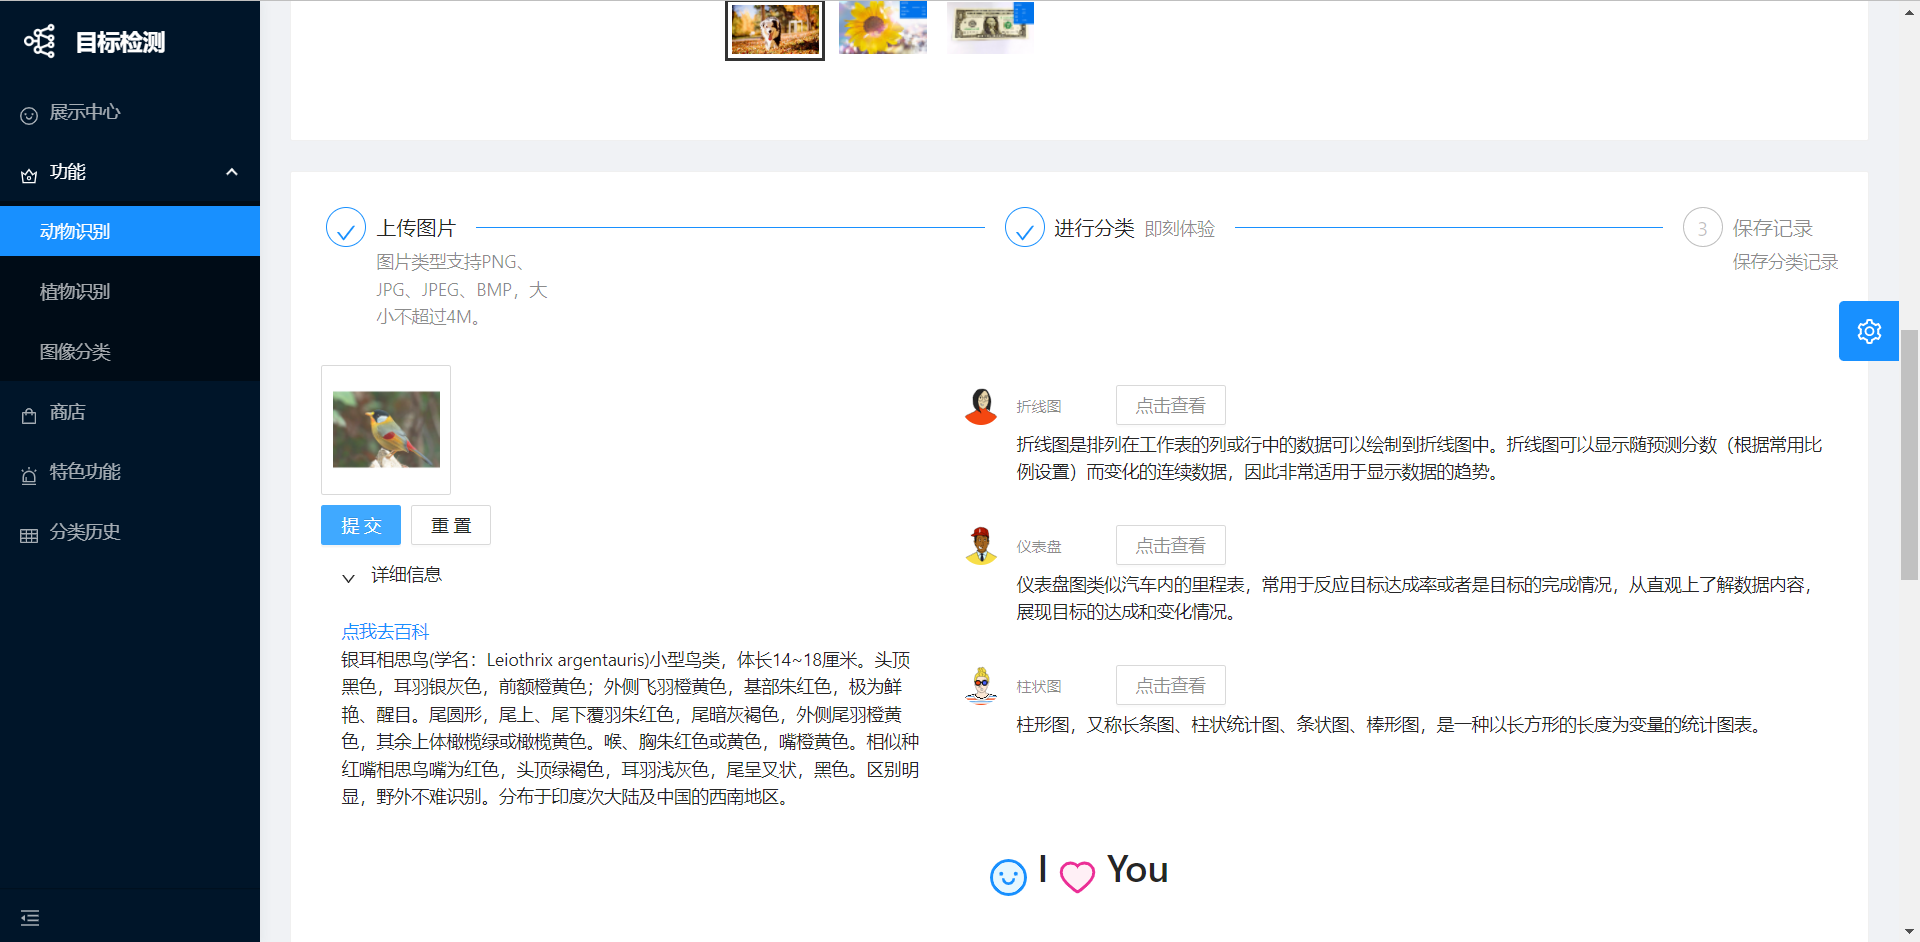 目标检测
展示中心
功能
动物识别
植物识别
图像分类
商店
特色功能
分类历史
上传图片
图片类型支持PNG、
JPG、JPEG、BMP，大
小不超过4M。
进行分类 即刻体验
3 保存记录
保存分类记录
提 交 重 置
详细信息
点我去百科
银耳相思鸟(学名：Leiothrix argentauris)小型鸟类，体长14~18厘米。头顶
黑色，耳羽银灰色，前额橙黄色；外侧飞羽橙黄色，基部朱红色，极为鲜
艳、醒目。尾圆形，尾上、尾下覆羽朱红色，尾暗灰褐色，外侧尾羽橙黄
色，其余上体橄榄绿或橄榄黄色。喉、胸朱红色或黄色，嘴橙黄色。相似种
红嘴相思鸟嘴为红色，头顶绿褐色，耳羽浅灰色，尾呈叉状，黑色。区别明
显，野外不难识别。分布于印度次大陆及中国的西南地区。
折线图 点击查看
折线图是排列在工作表的列或行中的数据可以绘制到折线图中。折线图可以显示随预测分数（根据常用比
例设置）而变化的连续数据，因此非常适用于显示数据的趋势。
仪表盘 点击查看
仪表盘图类似汽车内的里程表，常用于反应目标达成率或者是目标的完成情况，从直观上了解数据内容，
展现目标的达成和变化情况。
柱状图 点击查看
柱形图，又称长条图、柱状统计图、条状图、棒形图，是一种以长方形的长度为变量的统计图表。
I You